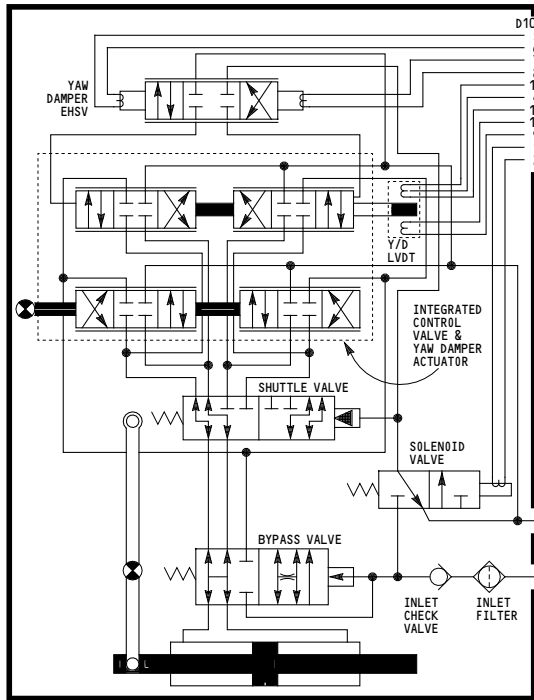 D10
YAW
DAMPER
EHSV
Y/D
LVDT
INTEGRATED
CONTROL
VALVE &
YAW DAMPER
ACTUATOR
SHUTTLE VALVE
SOLENOID
VALVE
BYPASS VALVE
INLET
CHECK
VALVE
INLET
FILTER